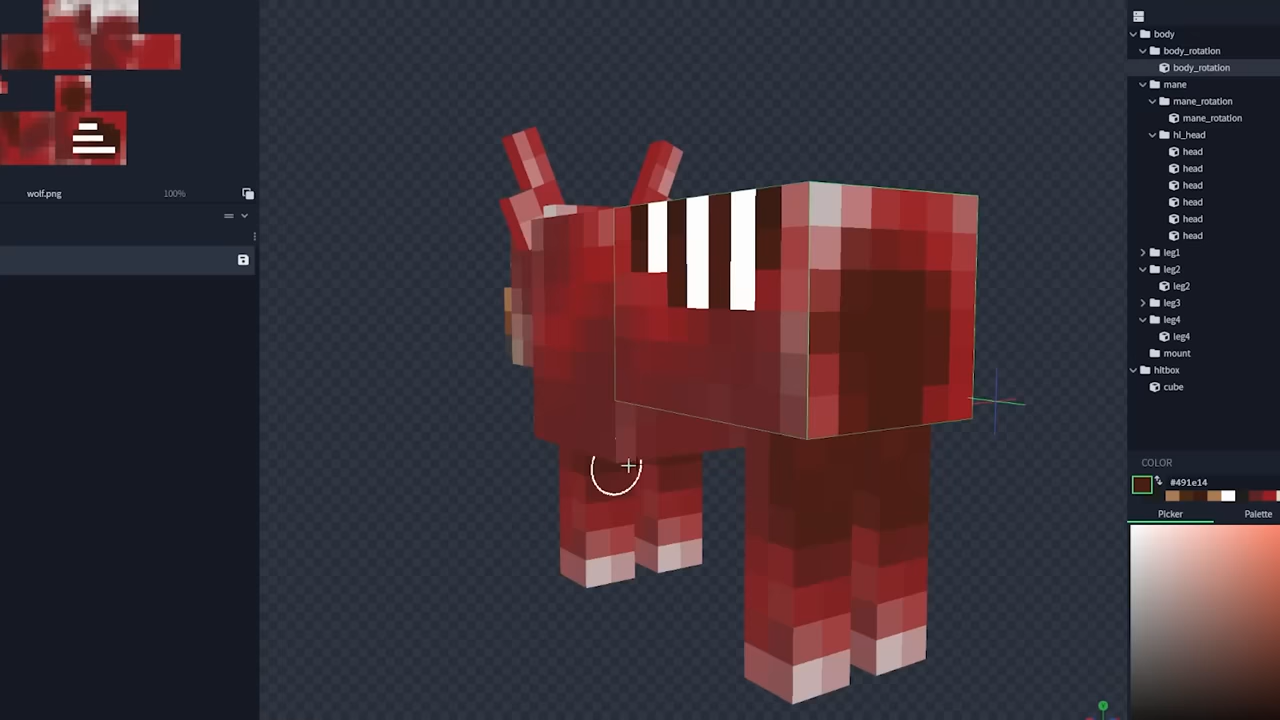 wolf.png 100%
body
body_rotation
body_rotation
mane
mane_rotation
mane_rotation
hl_head
head
head
head
head
head
head
leg1
leg2
leg2
leg3
leg4
leg4
mount
hitbox
cube
COLOR
#491e14
Picker Palette